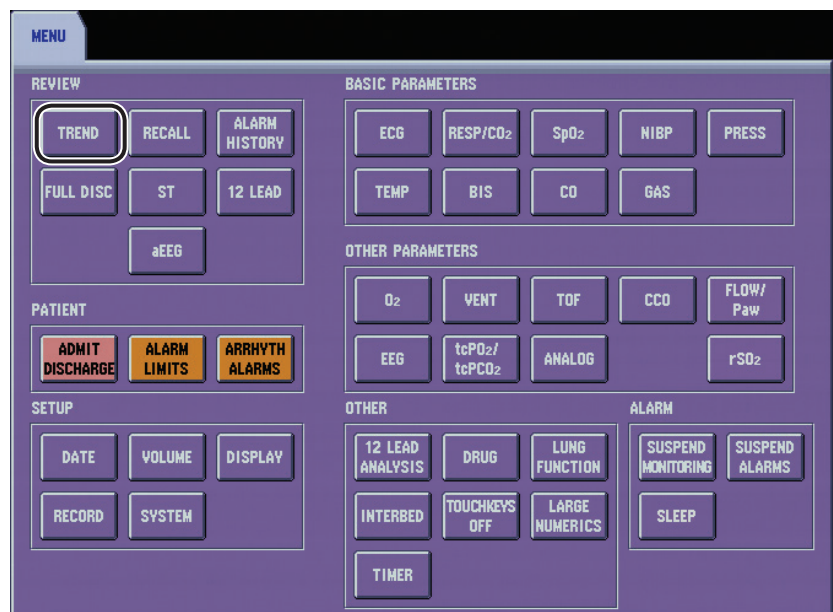 MENU
REVIEW
TREND
RECALL
ALARM
HISTORY
FULL DISC
ST
12 LEAD
aEEG
PATIENT
ADMIT
DISCHARGE
ALARM
LIMITS
ARRHYTH
ALARMS
SETUP
DATE
VOLUME
DISPLAY
RECORD
SYSTEM
BASIC PARAMETERS
ECG
RESP/CO2
SpO2
NIBP
PRESS
TEMP
BIS
CO
GAS
OTHER PARAMETERS
O2
VENT
TOF
CCO
FLOW/
Paw
EEG
tcPO2/
tcPCO2
ANALOG
rSO2
OTHER
12 LEAD
ANALYSIS
DRUG
LUNG
FUNCTION
INTERBED
TOUCHKEYS
OFF
LARGE
NUMERICS
TIMER
ALARM
SUSPEND
MONITORING
SUSPEND
ALARMS
SLEEP